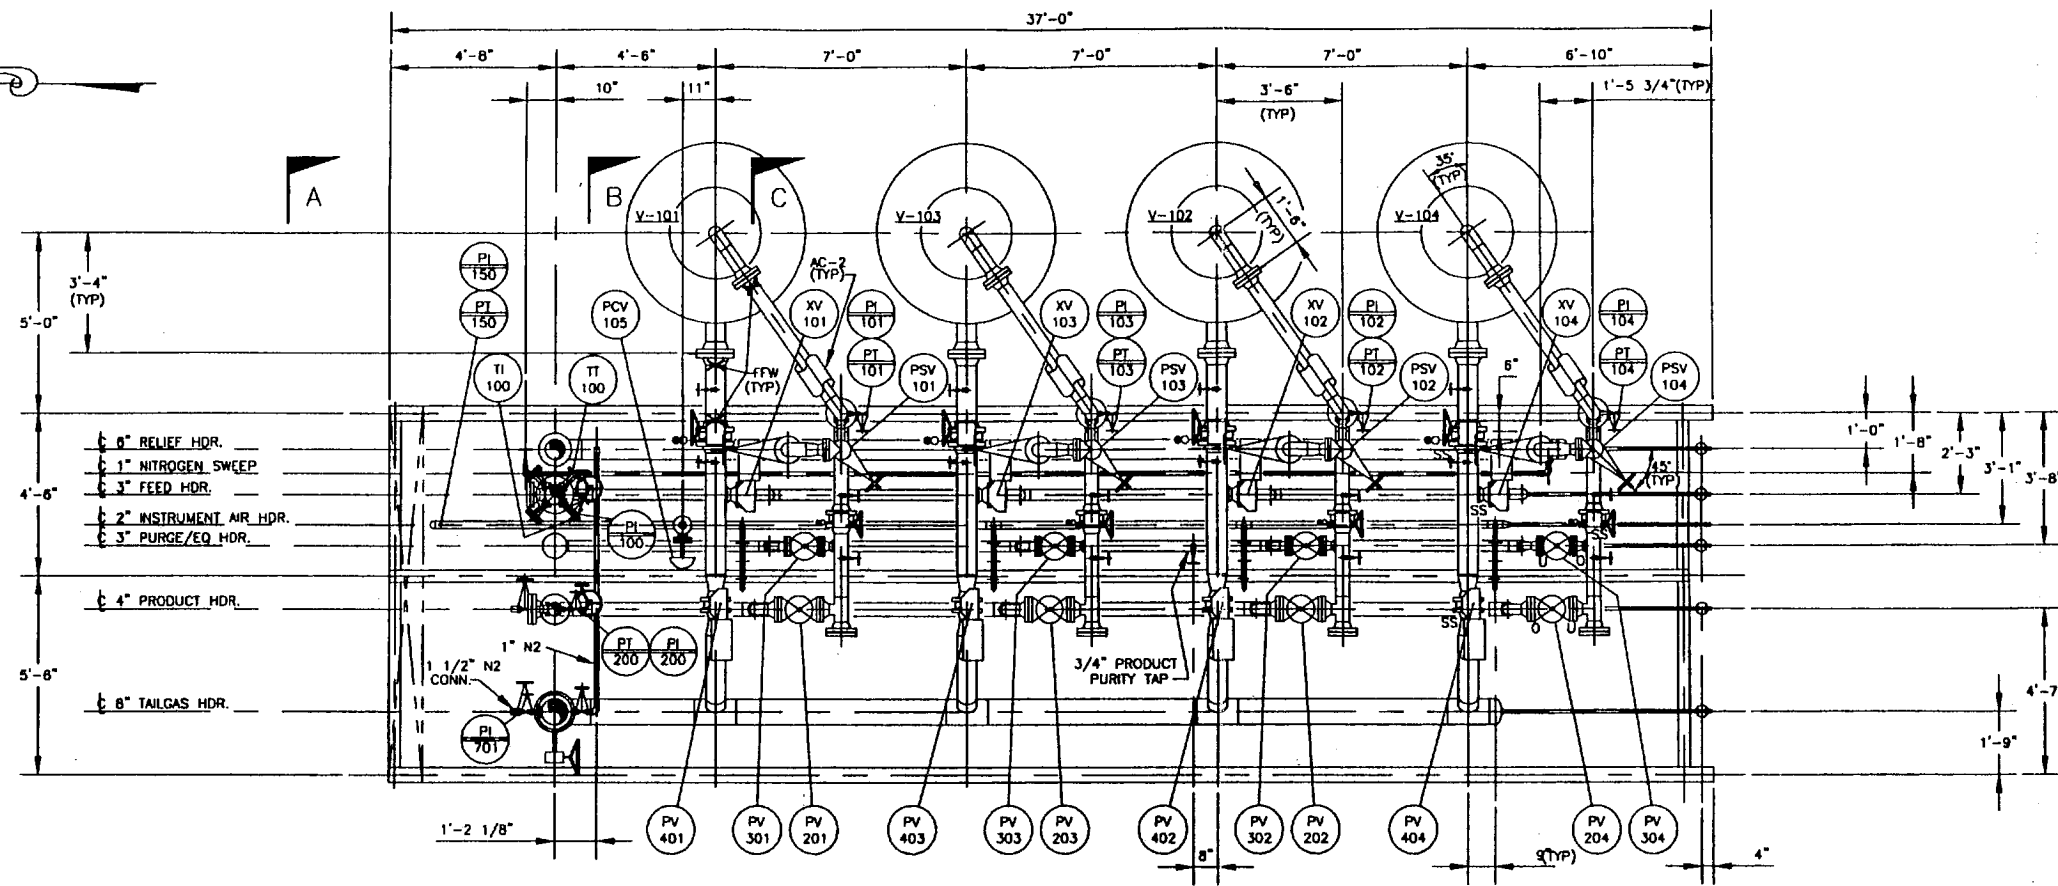 37'-0"
4'-8"
4'-6"
7'-0"
7'-0"
7'-0"
6'-10"
10"
11"
3'-6"
(TYP)
1'-5 3/4"(TYP)
A
B
C
V-101
V-103
V-102
V-104
35°
(TYP)
1'-6"
(TYP)
3'-4"
(TYP)
5'-0"
PI
150
PT
150
PCV
105
AC-2
(TYP)
XV
101
PI
101
PT
101
PSV
101
XV
103
PI
103
PT
103
PSV
103
XV
102
PI
102
PT
102
PSV
102
XV
104
PI
104
PT
104
PSV
104
TI
100
TT
100
FFW
(TYP)
6"
℄ 6" RELIEF HDR.
℄ 1" NITROGEN SWEEP
℄ 3" FEED HDR.
℄ 2" INSTRUMENT AIR HDR.
℄ 3" PURGE/EQ HDR.
℄ 4" PRODUCT HDR.
℄ 8" TAILGAS HDR.
4'-6"
5'-6"
PI
100
SS
SS
SS
SS
45°
(TYP)
1'-0"
1'-8"
2'-3"
3'-1"
3'-8"
4'-7"
1'-9"
1" N2
1 1/2" N2
CONN.
PT
200
PI
200
PI
701
3/4" PRODUCT
PURITY TAP
1'-2 1/8"
PV
401
PV
301
PV
201
PV
403
PV
303
PV
203
PV
402
PV
302
PV
202
PV
404
PV
204
PV
304
8"
9(TYP)
4"